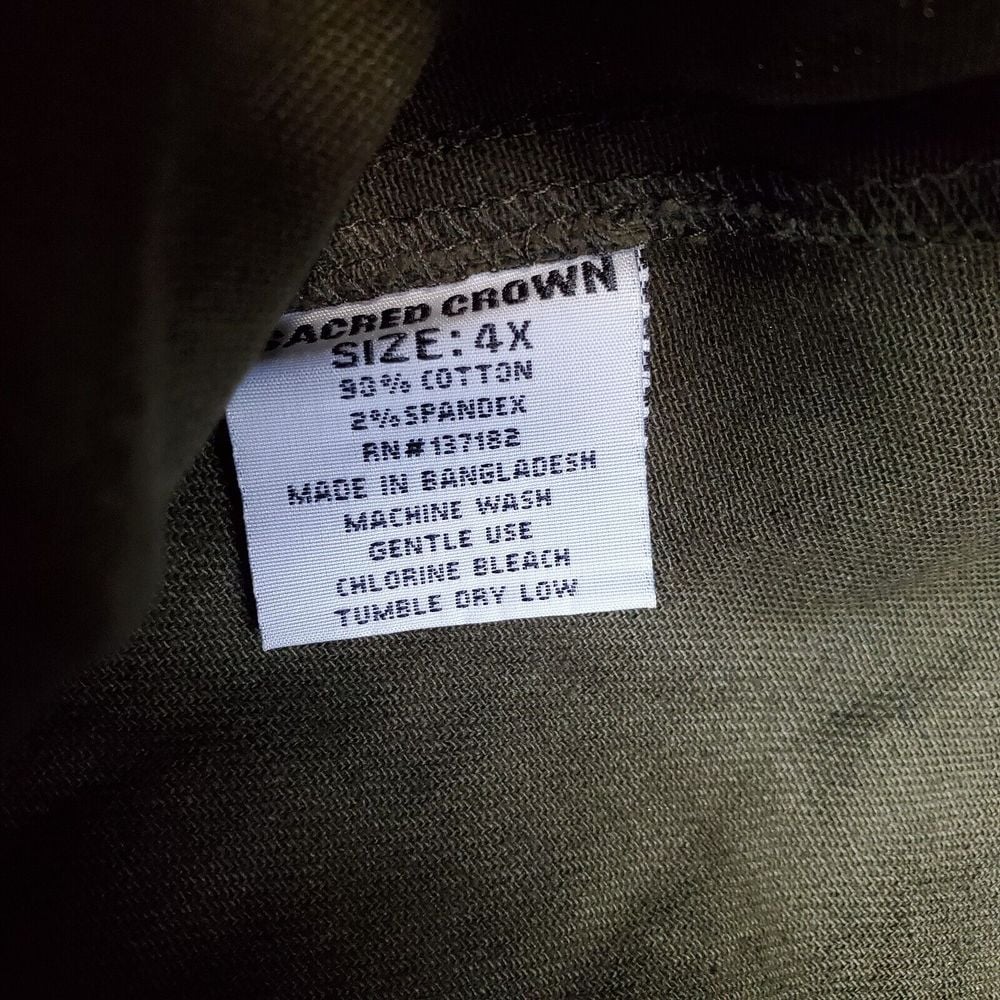 SACRED CROWN
SIZE: 4X
98% COTTON
2% SPANDEX
RN#137182
MADE IN BANGLADESH
MACHINE WASH
GENTLE USE
CHLORINE BLEACH
TUMBLE DRY LOW